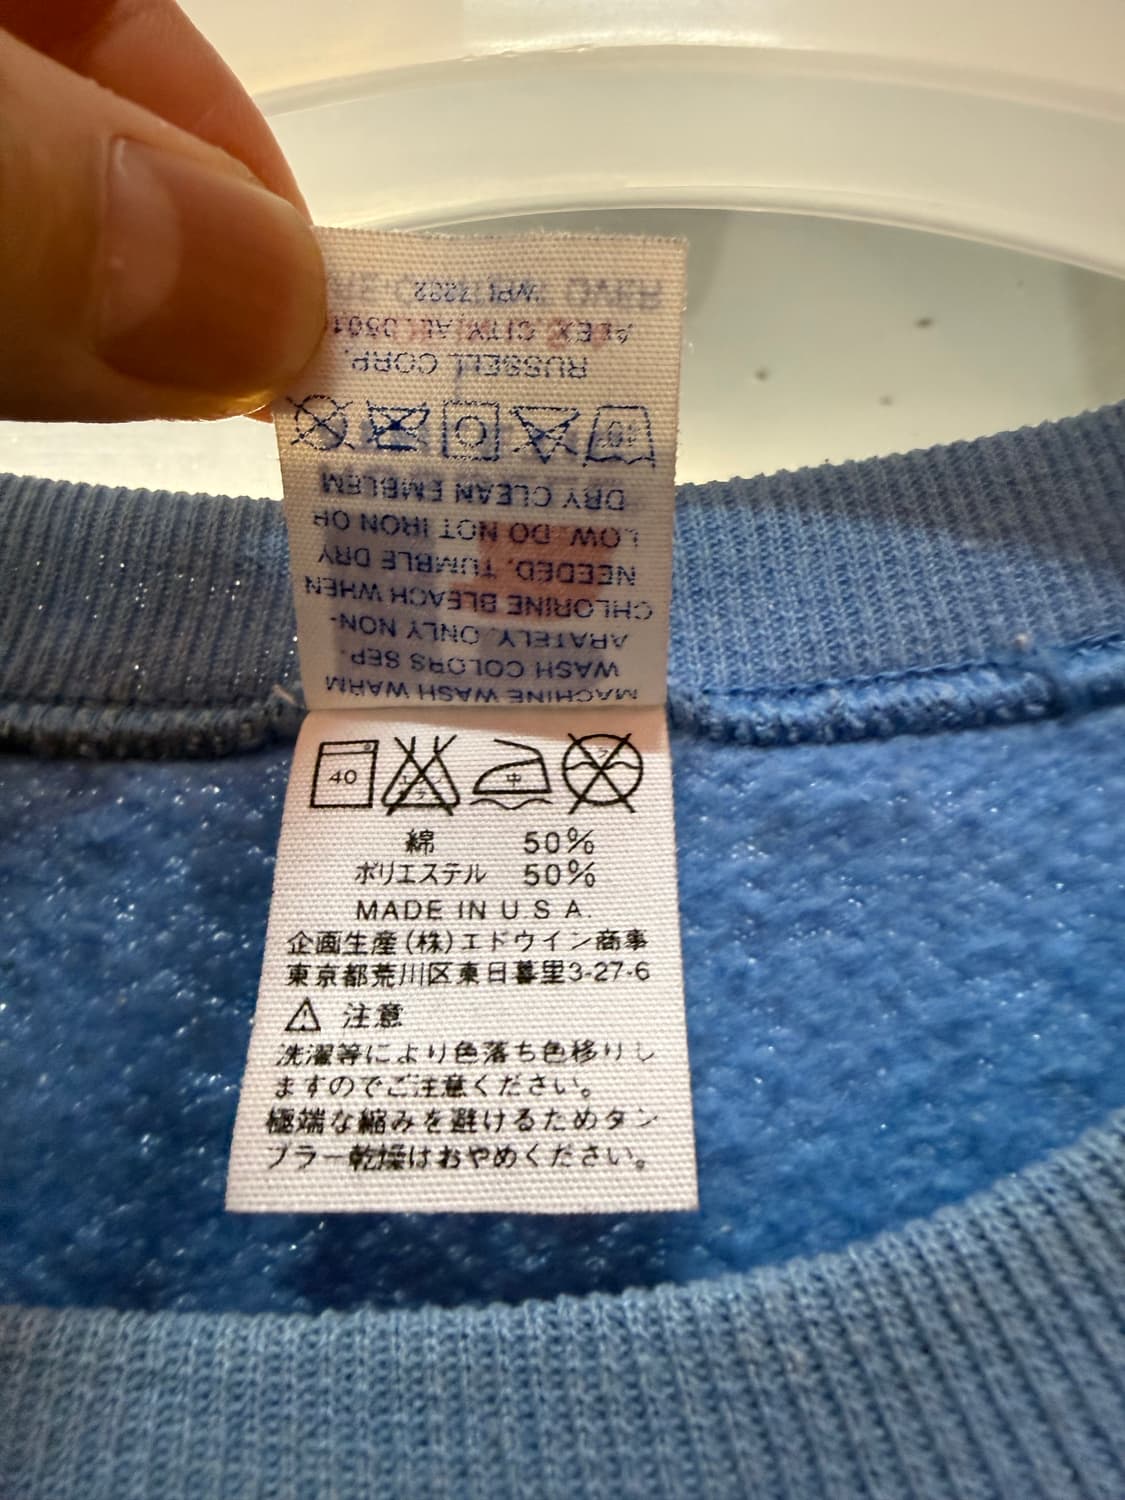 MACHINE WASH WARM
WASH COLORS SEP-
ARATELY. ONLY NON-
CHLORINE BLEACH WHEN
NEEDED. TUMBLE DRY
LOW. DO NOT IRON OR
DRY CLEAN EMBLEM
RUSSELL CORP.
ALEX CITY, AL
40
中
綿 50%
ポリエステル 50%
MADE IN U S A.
企画生産(株)エドウイン商事
東京都荒川区東日暮里3-27-6
注意
洗濯等により色落ち色移りし
ますのでご注意ください。
極端な縮みを避けるためタン
ブラー乾燥はおやめください。